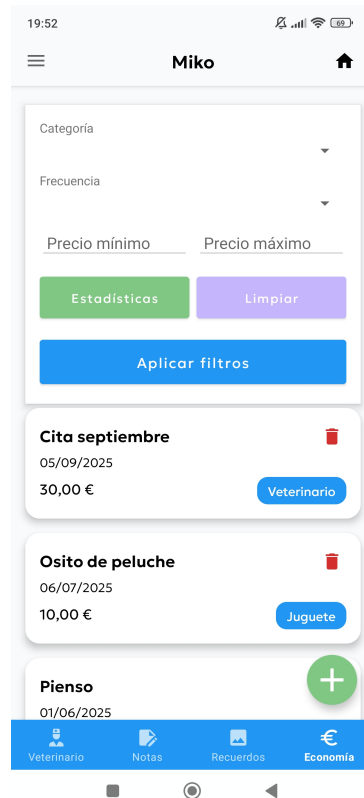 19:52
69
Miko
Categoría
Frecuencia
Precio mínimo Precio máximo
Estadísticas Limpiar
Aplicar filtros
Cita septiembre
05/09/2025
30,00 € Veterinario
Osito de peluche
06/07/2025
10,00 € Juguete
Pienso
01/06/2025
Veterinario Notas Recuerdos Economía